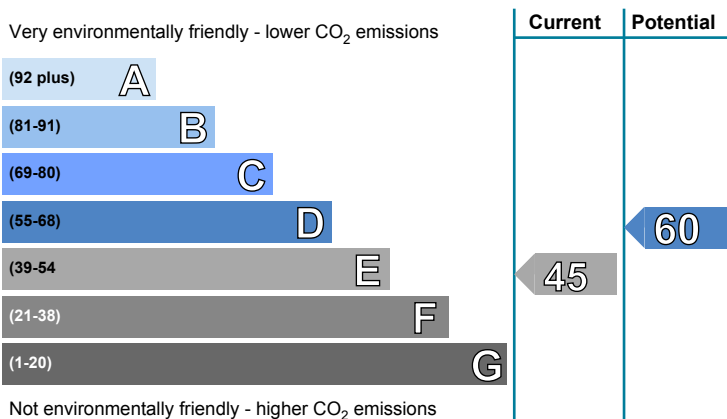 Very environmentally friendly - lower CO2 emissions
Current
Potential
(92 plus) A
(81-91) B
(69-80) C
(55-68) D
60
(39-54 E
45
(21-38) F
(1-20) G
Not environmentally friendly - higher CO2 emissions